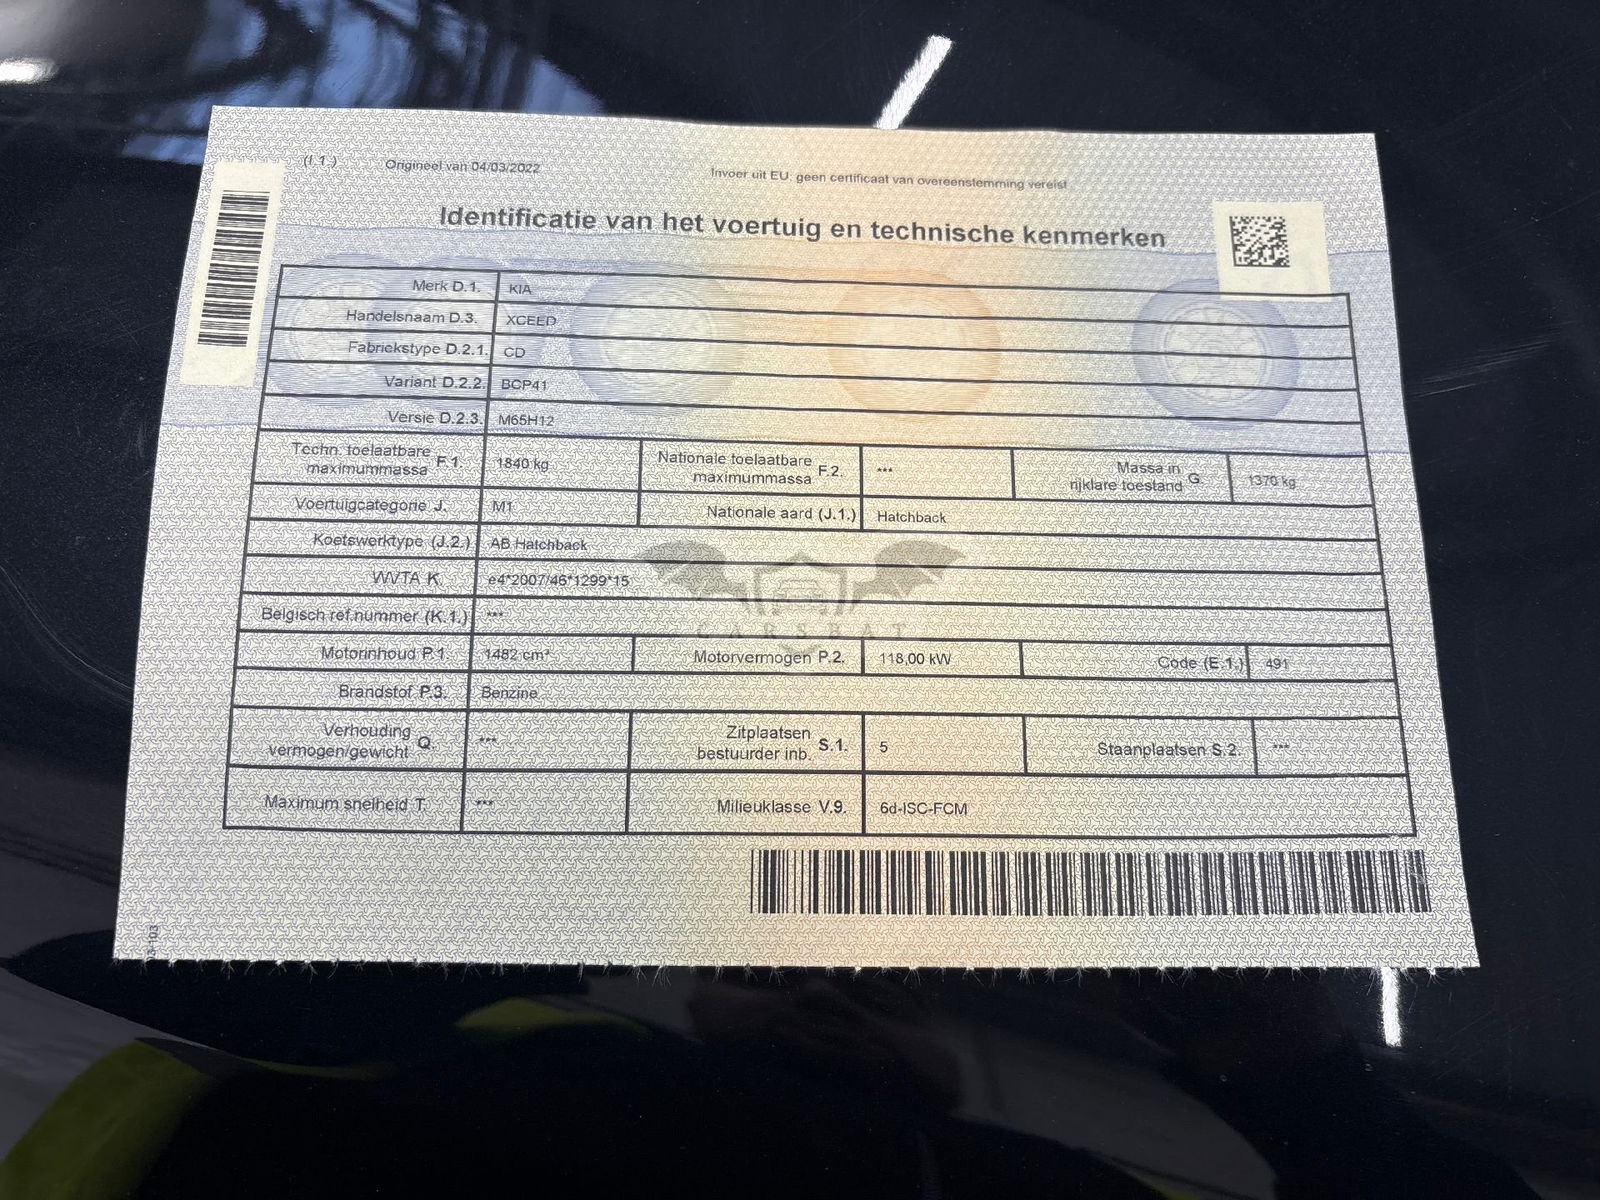 (I.1.) Origineel van 04/03/2022 Invoer uit EU: geen certificaat van overeenstemming vereist
Identificatie van het voertuig en technische kenmerken
Merk D.1. KIA
Handelsnaam D.3. XCEED
Fabriekstype D.2.1. CD
Variant D.2.2. BCP41
Versie D.2.3. M65H12
Techn. toelaatbare maximummassa F.1. 1840 kg Nationale toelaatbare maximummassa F.2. *** Massa in rijklare toestand G. 1370 kg
Voertuigcategorie J. M1 Nationale aard (J.1.) Hatchback
Koetswerktype (J.2.) AB Hatchback
WVTA K. e4*2007/46*1299*15
Belgisch ref.nummer (K.1.) ***
CARSBAT
Motorinhoud P.1. 1482 cm³ Motorvermogen P.2. 118,00 kW Code (E.1.) 491
Brandstof P.3. Benzine
Verhouding vermogen/gewicht Q. *** Zitplaatsen bestuurder inb. S.1. 5 Staanplaatsen S.2. ***
Maximum snelheid T. *** Milieuklasse V.9. 6d-ISC-FCM